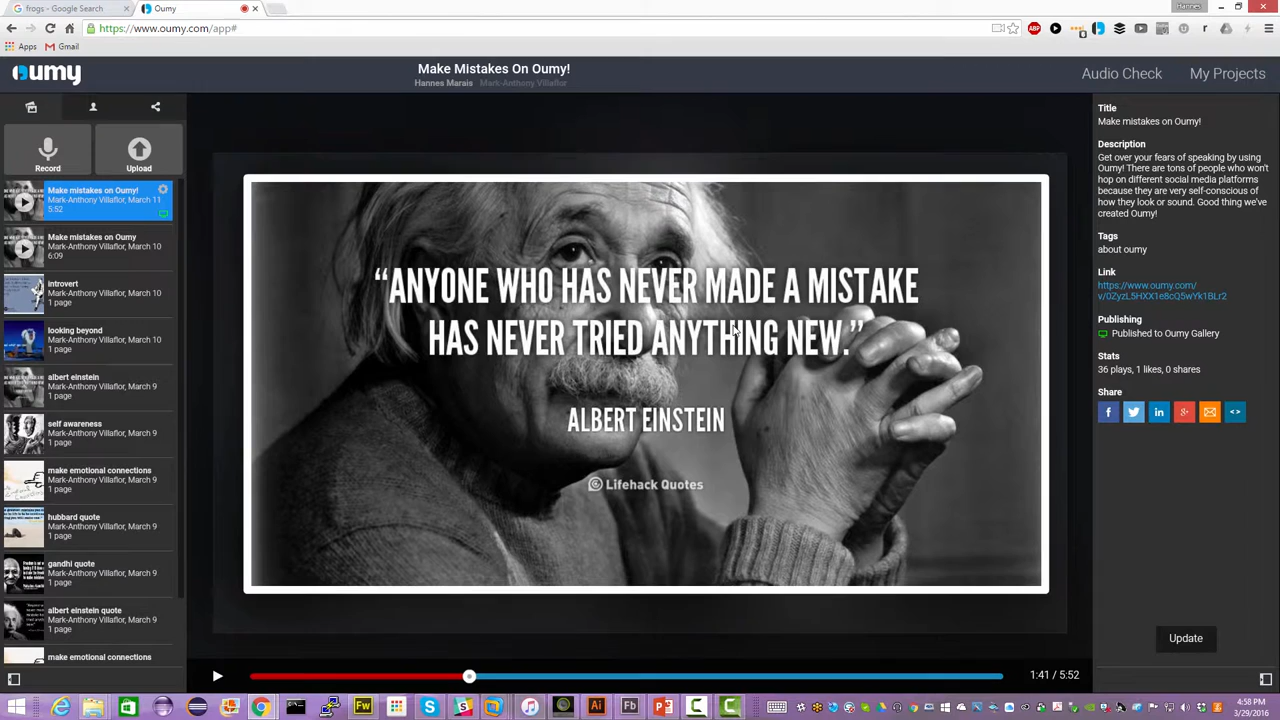 frogs - Google Search
Oumy
Hannes
https://www.oumy.com/app#
Apps
Gmail
oumy
Make Mistakes On Oumy!
Hannes Marais Mark-Anthony Villaflor
Audio Check
My Projects
Record
Upload
Make mistakes on Oumy!
Mark-Anthony Villaflor, March 11
5:52
Make mistakes on Oumy
Mark-Anthony Villaflor, March 10
6:09
introvert
Mark-Anthony Villaflor, March 10
1 page
looking beyond
Mark-Anthony Villaflor, March 10
1 page
albert einstein
Mark-Anthony Villaflor, March 9
1 page
self awareness
Mark-Anthony Villaflor, March 9
1 page
make emotional connections
Mark-Anthony Villaflor, March 9
1 page
hubbard quote
Mark-Anthony Villaflor, March 9
1 page
gandhi quote
Mark-Anthony Villaflor, March 9
1 page
albert einstein quote
Mark-Anthony Villaflor, March 9
1 page
make emotional connections
“ANYONE WHO HAS NEVER MADE A MISTAKE
HAS NEVER TRIED ANYTHING NEW.”
ALBERT EINSTEIN
Lifehack Quotes
1:41 / 5:52
Title
Make mistakes on Oumy!
Description
Get over your fears of speaking by using
Oumy! There are tons of people who won't
hop on different social media platforms
because they are very self-conscious of
how they look or sound. Good thing we've
created Oumy!
Tags
about oumy
Link
https://www.oumy.com/
v/0ZyzL5HXX1e8cQ5wYk1BLr2
Publishing
Published to Oumy Gallery
Stats
36 plays, 1 likes, 0 shares
Share
Update
4:58 PM
3/29/2016